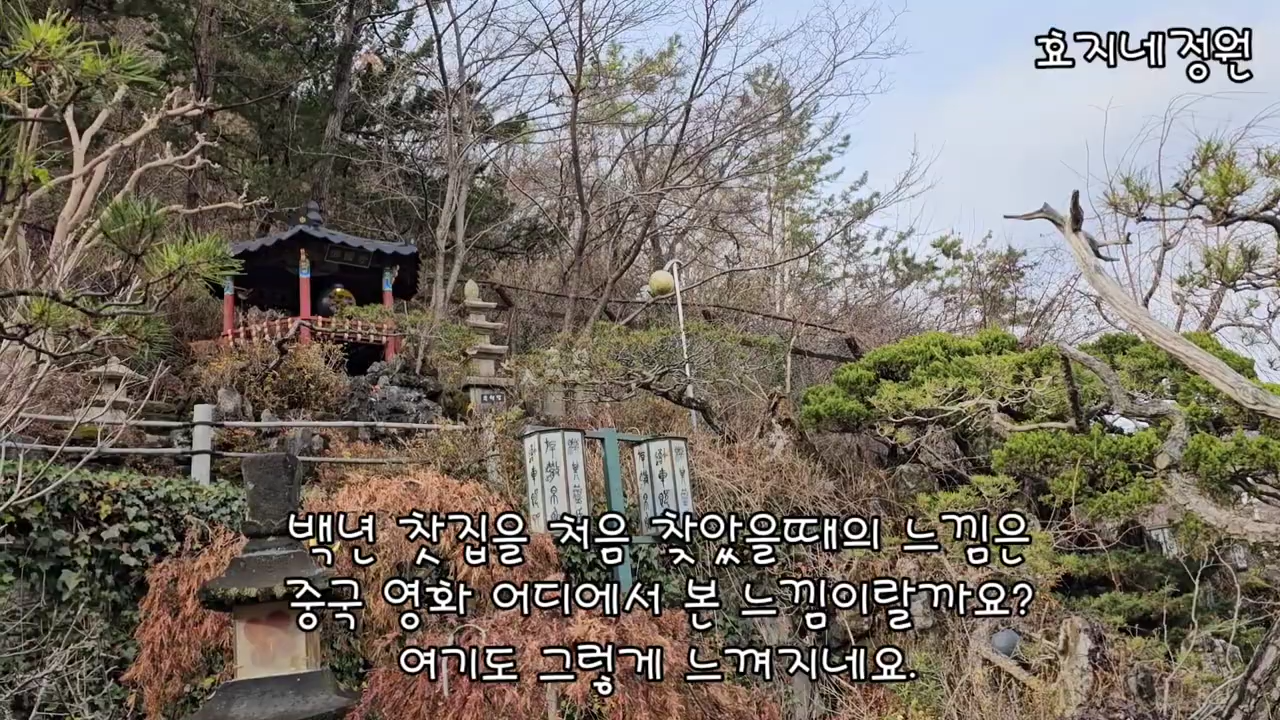 효지네정원
백년 찻집을 처음 찾았을때의 느낌은
중국 영화 어디에서 본 느낌이랄까요?
여기도 그렇게 느껴지네요.